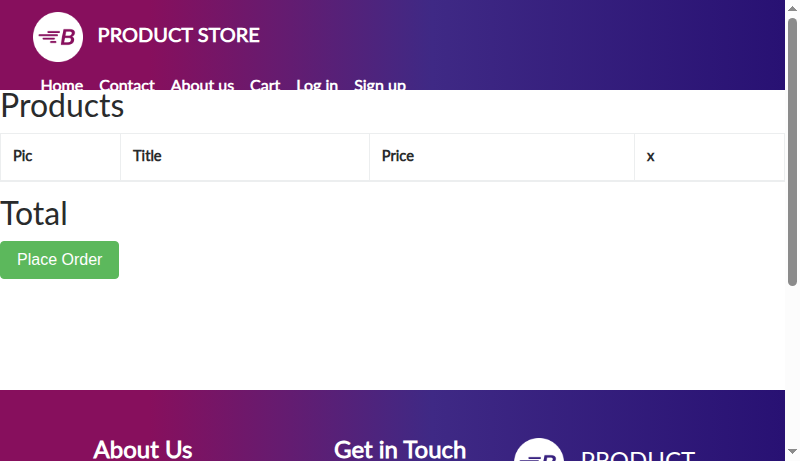 B PRODUCT STORE
Home Contact About us Cart Log in Sign up
Products
Pic Title Price x
Total
Place Order
About Us Get in Touch B PRODUCT